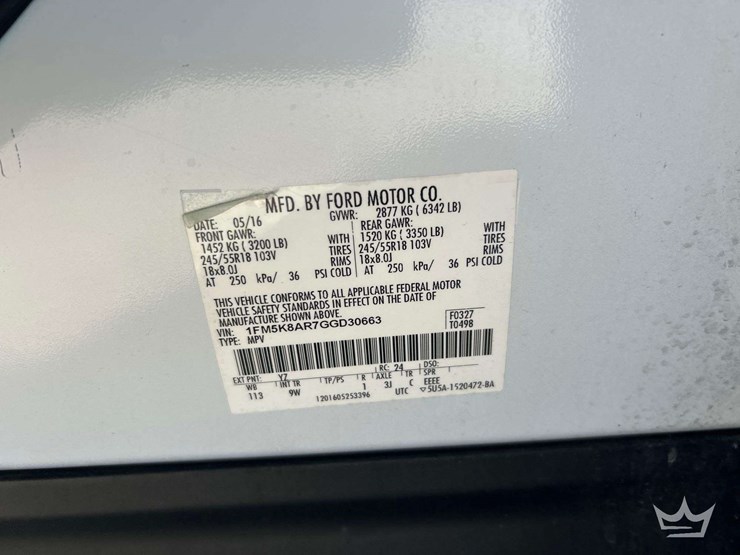 MFD. BY FORD MOTOR CO.
DATE: 05/16 GVWR: 2877 KG ( 6342 LB)
FRONT GAWR: REAR GAWR:
1452 KG ( 3200 LB) WITH 1520 KG ( 3350 LB) WITH
245/55R18 103V TIRES 245/55R18 103V TIRES
18x8.0J RIMS 18x8.0J RIMS
AT 250 kPa/ 36 PSI COLD AT 250 kPa/ 36 PSI COLD
THIS VEHICLE CONFORMS TO ALL APPLICABLE FEDERAL MOTOR
VEHICLE SAFETY STANDARDS IN EFFECT ON THE DATE OF
MANUFACTURE SHOWN ABOVE.
VIN: 1FM5K8AR7GGD30663 F0327
TYPE: MPV T0498
EXT PNT: YZ RC: 24 DSO:
WB INT TR TP/PS R AXLE TR SPR
113 9W 1 3J C EEEE
1201605253396 UTC 5U5A-1520472-BA